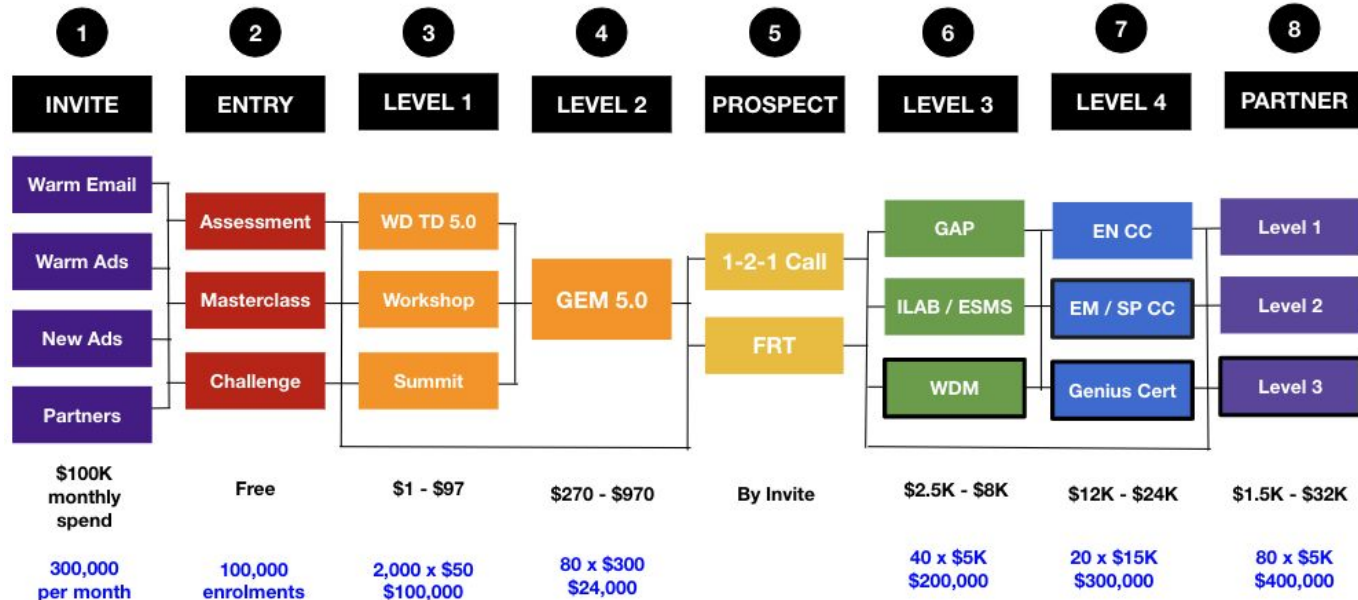 1
2
3
4
5
6
7
8
INVITE
ENTRY
LEVEL 1
LEVEL 2
PROSPECT
LEVEL 3
LEVEL 4
PARTNER
Warm Email
Warm Ads
New Ads
Partners
Assessment
Masterclass
Challenge
WD TD 5.0
Workshop
Summit
GEM 5.0
1-2-1 Call
FRT
GAP
ILAB / ESMS
WDM
EN CC
EM / SP CC
Genius Cert
Level 1
Level 2
Level 3
$100K
monthly
spend
Free
$1 - $97
$270 - $970
By Invite
$2.5K - $8K
$12K - $24K
$1.5K - $32K
300,000
per month
100,000
enrolments
2,000 x $50
$100,000
80 x $300
$24,000
40 x $5K
$200,000
20 x $15K
$300,000
80 x $5K
$400,000